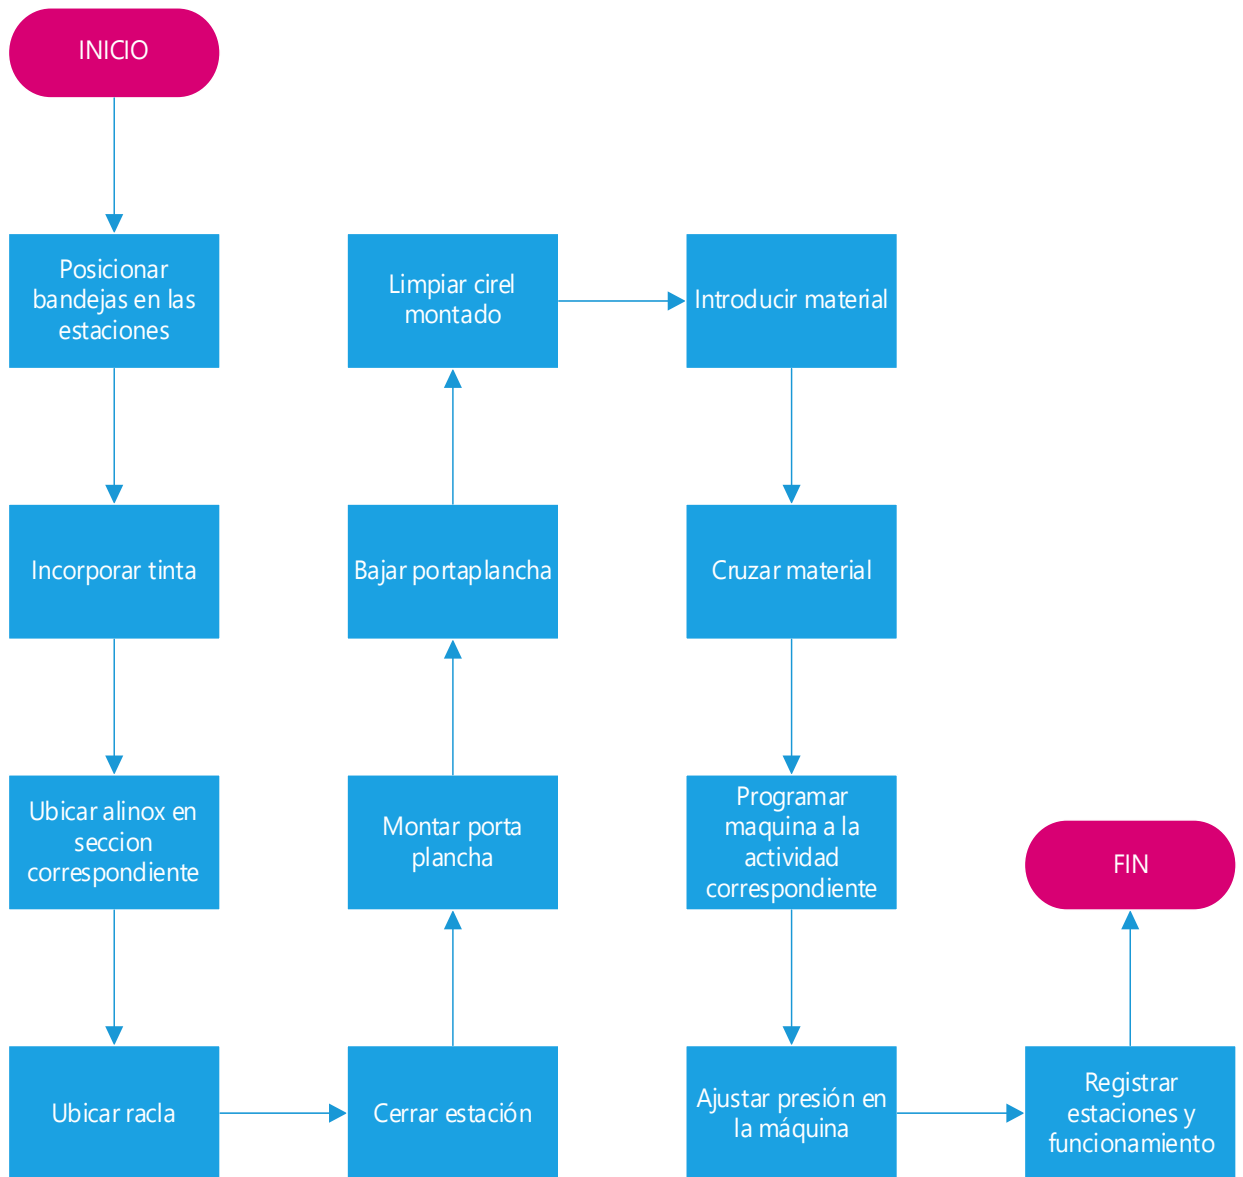 INICIO
Posicionar
bandejas en las
estaciones
Incorporar tinta
Ubicar alinox en
seccion
correspondiente
Ubicar racla
Cerrar estación
Montar porta
plancha
Bajar portaplancha
Limpiar cirel
montado
Introducir material
Cruzar material
Programar
maquina a la
actividad
correspondiente
Ajustar presión en
la máquina
Registrar
estaciones y
funcionamiento
FIN